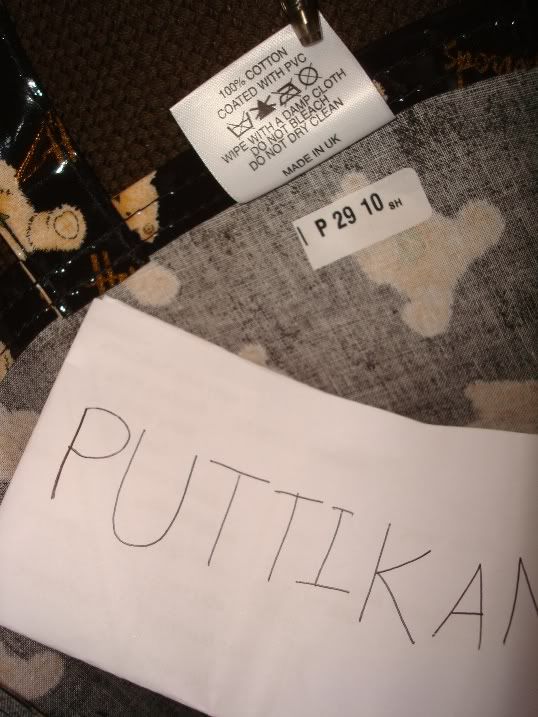 100% COTTON
COATED WITH PVC
WIPE WITH A DAMP CLOTH
DO NOT BLEACH
DO NOT DRY CLEAN
MADE IN UK
P 29 10 SH
PUTTIKAN